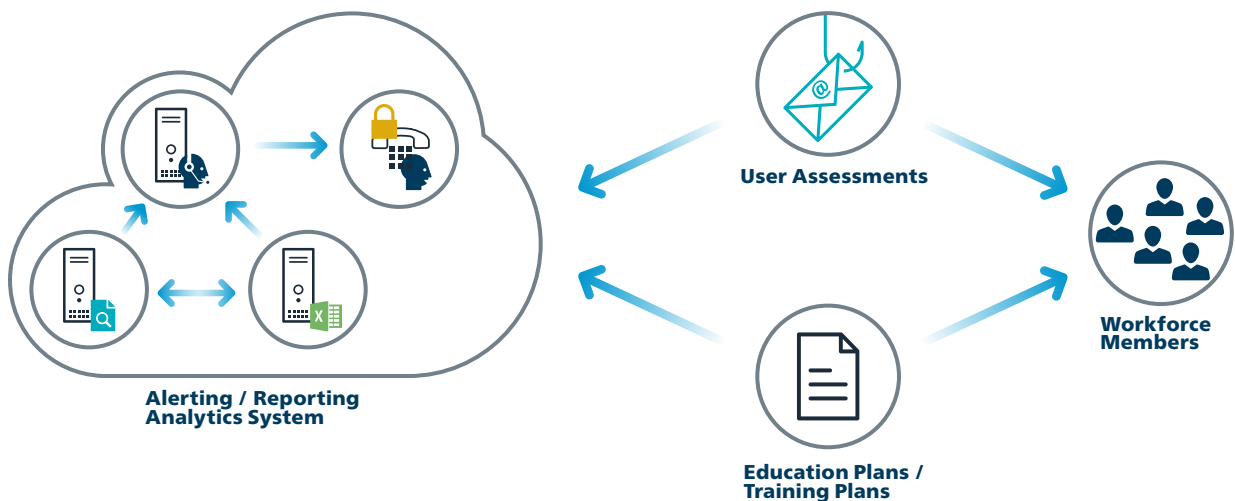 User Assessments
Workforce
Members
Alerting / Reporting
Analytics System
Education Plans /
Training Plans
@
X